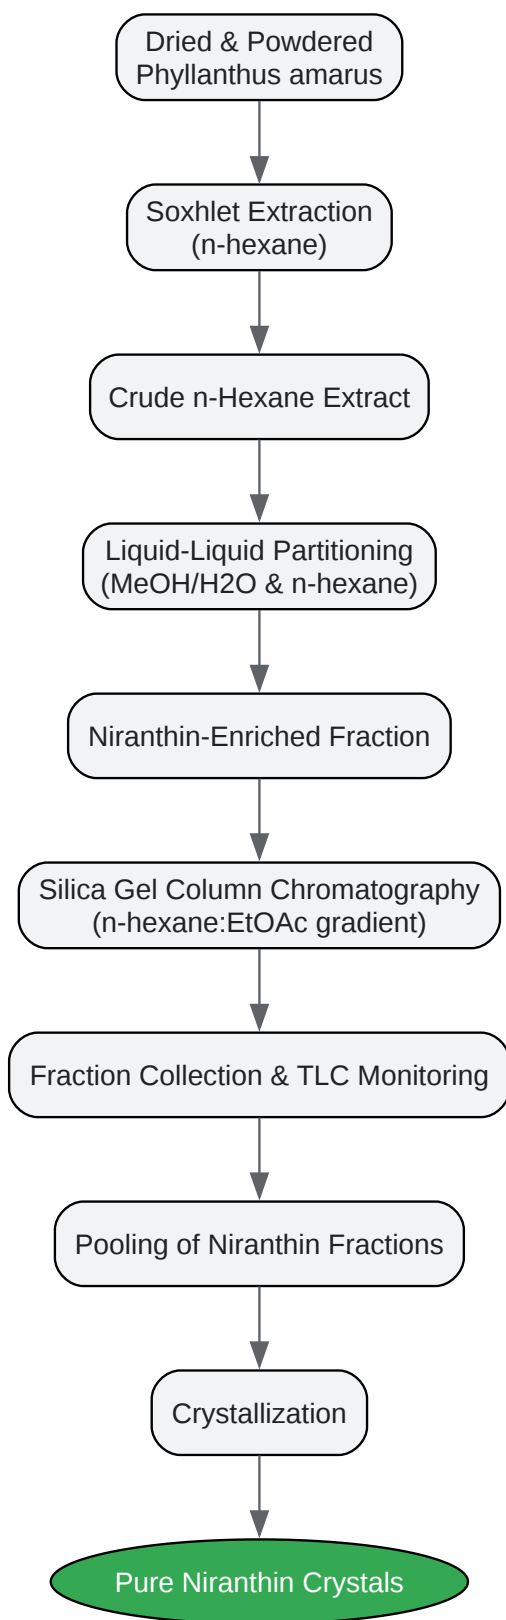 Dried & Powdered
Phyllanthus amarus
Soxhlet Extraction
(n-hexane)
Crude n-Hexane Extract
Liquid-Liquid Partitioning
(MeOH/H2O & n-hexane)
Niranthin-Enriched Fraction
Silica Gel Column Chromatography
(n-hexane:EtOAc gradient)
Fraction Collection & TLC Monitoring
Pooling of Niranthin Fractions
Crystallization
Pure Niranthin Crystals